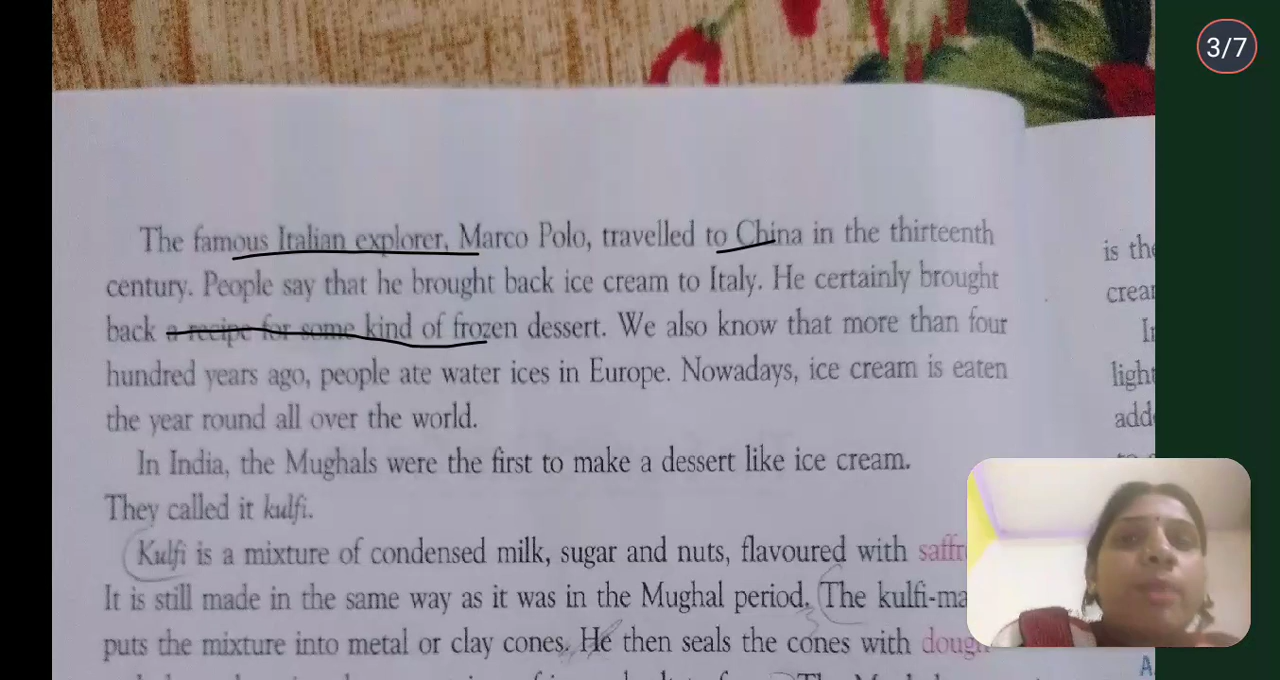 3/7
The famous Italian explorer, Marco Polo, travelled to China in the thirteenth
century. People say that he brought back ice cream to Italy. He certainly brought
back a recipe for some kind of frozen dessert. We also know that more than four
hundred years ago, people ate water ices in Europe. Nowadays, ice cream is eaten
the year round all over the world.
In India, the Mughals were the first to make a dessert like ice cream.
They called it kulfi.
Kulfi is a mixture of condensed milk, sugar and nuts, flavoured with
It is still made in the same way as it was in the Mughal period. The
puts the mixture into metal or clay cones. He then seals the cones with dough
is
light